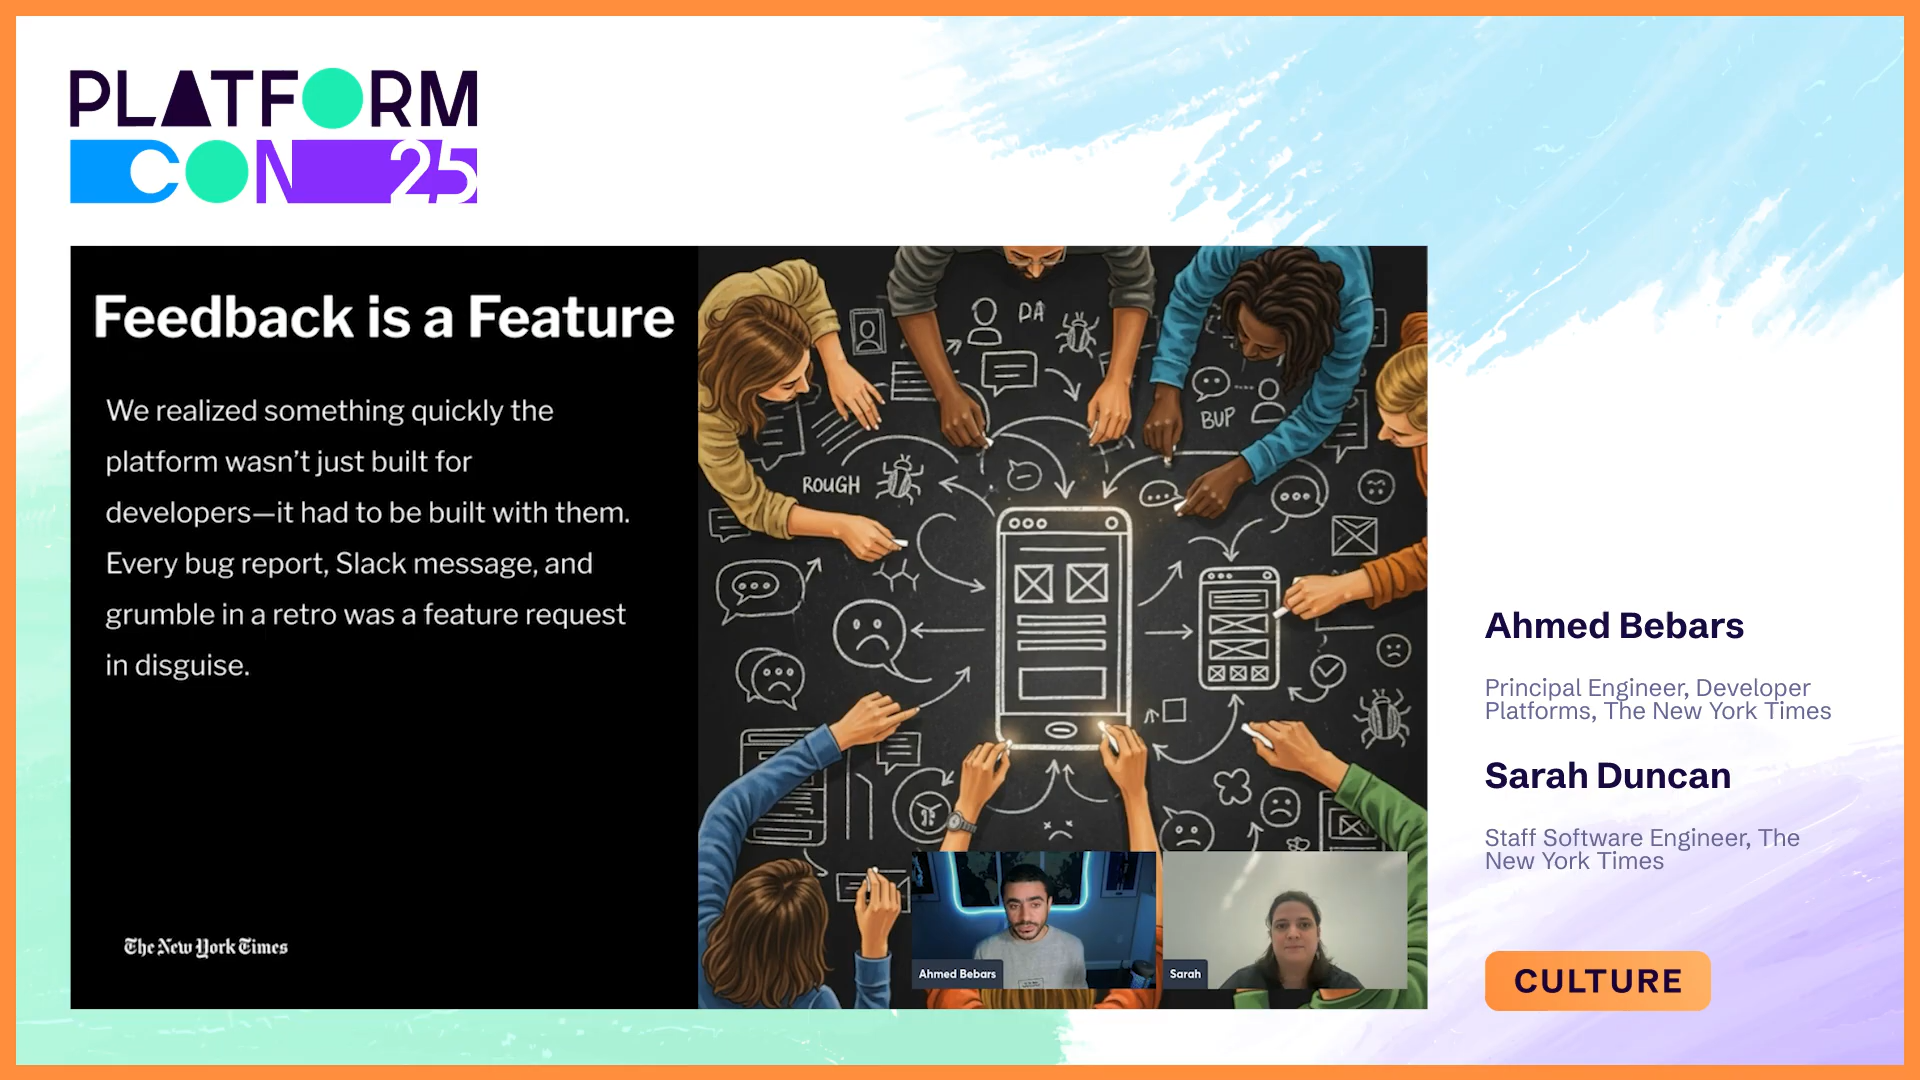 PLATFORM
CON 25
Feedback is a Feature
We realized something quickly the
platform wasn't just built for
developers—it had to be built with them.
Every bug report, Slack message, and
grumble in a retro was a feature request
in disguise.
The New York Times
DA
BUP
ROUGH
Ahmed Bebars
Sarah
Ahmed Bebars
Principal Engineer, Developer
Platforms, The New York Times
Sarah Duncan
Staff Software Engineer, The
New York Times
CULTURE